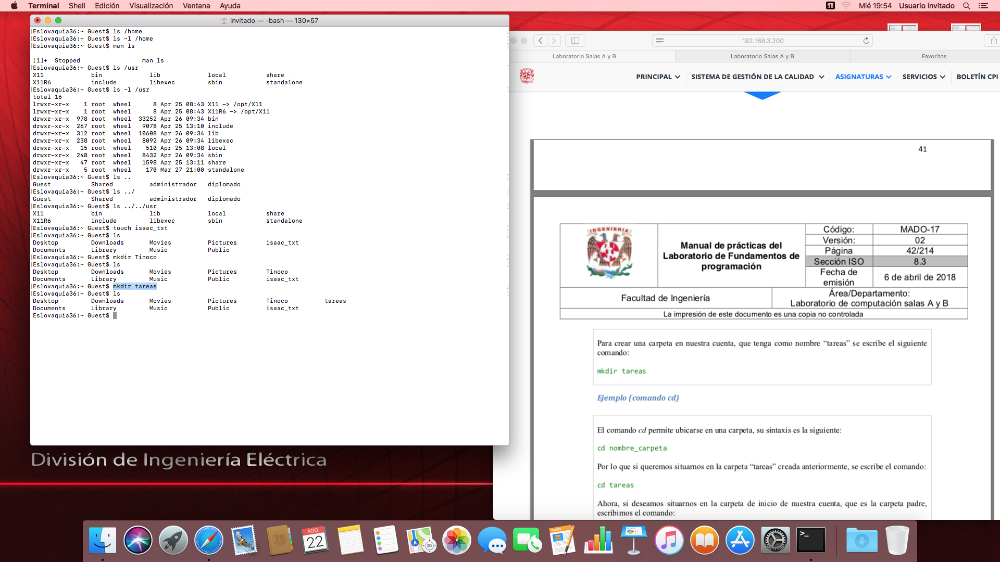 Terminal Shell Edición Visualización Ventana Ayuda
Mié 19:54 Usuario invitado
Invitado — -bash — 130×57
[Eslovaquia36:~ Guest$ ls /home ]
[Eslovaquia36:~ Guest$ ls -l /home ]
[Eslovaquia36:~ Guest$ man ls ]
[1]+ Stopped man ls
[Eslovaquia36:~ Guest$ ls /usr ]
X11 bin lib local share
X11R6 include libexec sbin standalone
[Eslovaquia36:~ Guest$ ls -l /usr ]
total 16
lrwxr-xr-x 1 root wheel 8 Apr 25 08:43 X11 -> /opt/X11
lrwxr-xr-x 1 root wheel 8 Apr 25 08:43 X11R6 -> /opt/X11
drwxr-xr-x 978 root wheel 33252 Apr 26 09:34 bin
drwxr-xr-x 267 root wheel 9078 Apr 25 13:10 include
drwxr-xr-x 312 root wheel 10608 Apr 26 09:34 lib
drwxr-xr-x 238 root wheel 8092 Apr 26 09:34 libexec
drwxr-xr-x 15 root wheel 510 Apr 25 13:08 local
drwxr-xr-x 248 root wheel 8432 Apr 26 09:34 sbin
drwxr-xr-x 47 root wheel 1598 Apr 25 13:11 share
drwxr-xr-x 5 root wheel 170 Mar 27 21:00 standalone
[Eslovaquia36:~ Guest$ ls .. ]
Guest Shared administrador diplomado
[Eslovaquia36:~ Guest$ ls ../ ]
Guest Shared administrador diplomado
[Eslovaquia36:~ Guest$ ls ../../usr ]
X11 bin lib local share
X11R6 include libexec sbin standalone
[Eslovaquia36:~ Guest$ touch isaac_txt ]
[Eslovaquia36:~ Guest$ ls ]
Desktop Downloads Movies Pictures isaac_txt
Documents Library Music Public
[Eslovaquia36:~ Guest$ mkdir Tinoco ]
[Eslovaquia36:~ Guest$ ls ]
Desktop Downloads Movies Pictures Tinoco
Documents Library Music Public isaac_txt
[Eslovaquia36:~ Guest$ mkdir tareas ]
[Eslovaquia36:~ Guest$ ls ]
Desktop Downloads Movies Pictures Tinoco tareas
Documents Library Music Public isaac_txt
Eslovaquia36:~ Guest$
División de Ingeniería Eléctrica
192.168.3.200
Laboratorio Salas A y B Laboratorio Salas A y B Favoritos
PRINCIPAL SISTEMA DE GESTIÓN DE LA CALIDAD ASIGNATURAS SERVICIOS BOLETÍN CPI
41
INGENIERIA
Manual de prácticas del
Laboratorio de Fundamentos de
programación
Código: MADO-17
Versión: 02
Página 42/214
Sección ISO 8.3
Fecha de
emisión
6 de abril de 2018
Facultad de Ingeniería
Área/Departamento:
Laboratorio de computación salas A y B
La impresión de este documento es una copia no controlada
Para crear una carpeta en nuestra cuenta, que tenga como nombre “tareas” se escribe el siguiente
comando:
mkdir tareas
Ejemplo (comando cd)
El comando cd permite ubicarse en una carpeta, su sintaxis es la siguiente:
cd nombre_carpeta
Por lo que si queremos situarnos en la carpeta “tareas” creada anteriormente, se escribe el comando:
cd tareas
Ahora, si deseamos situarnos en la carpeta de inicio de nuestra cuenta, que es la carpeta padre,
escribimos el comando:
AGO.
22
3D
PAGES
>_